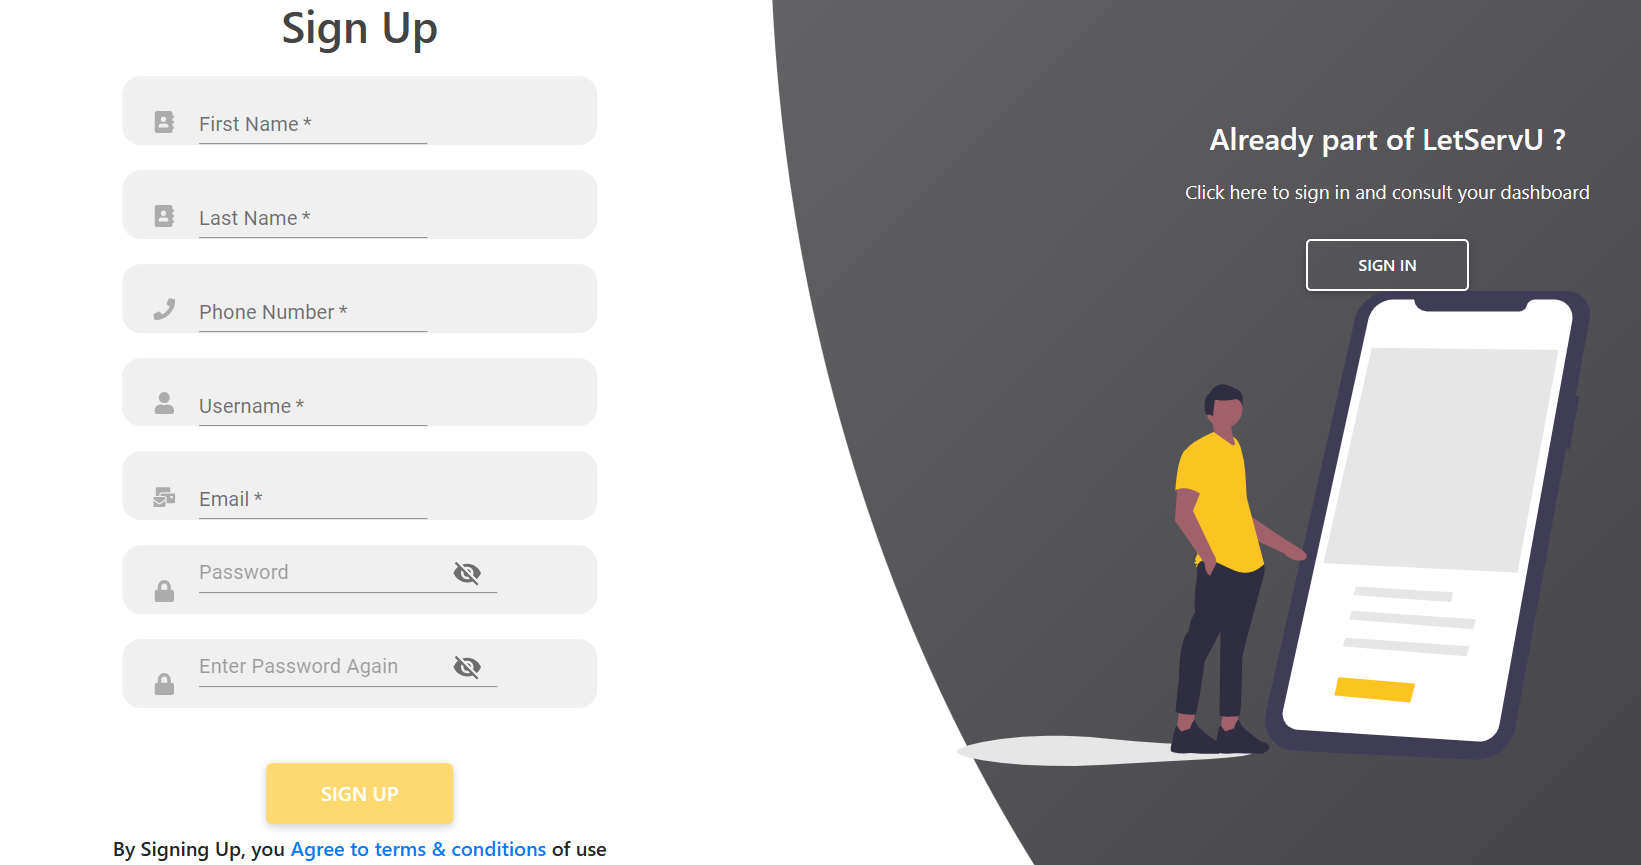 Sign Up
First Name *
Last Name *
Phone Number *
Username *
Email *
Password
Enter Password Again
SIGN UP
By Signing Up, you Agree to terms & conditions of use
Already part of LetServU ?
Click here to sign in and consult your dashboard
SIGN IN